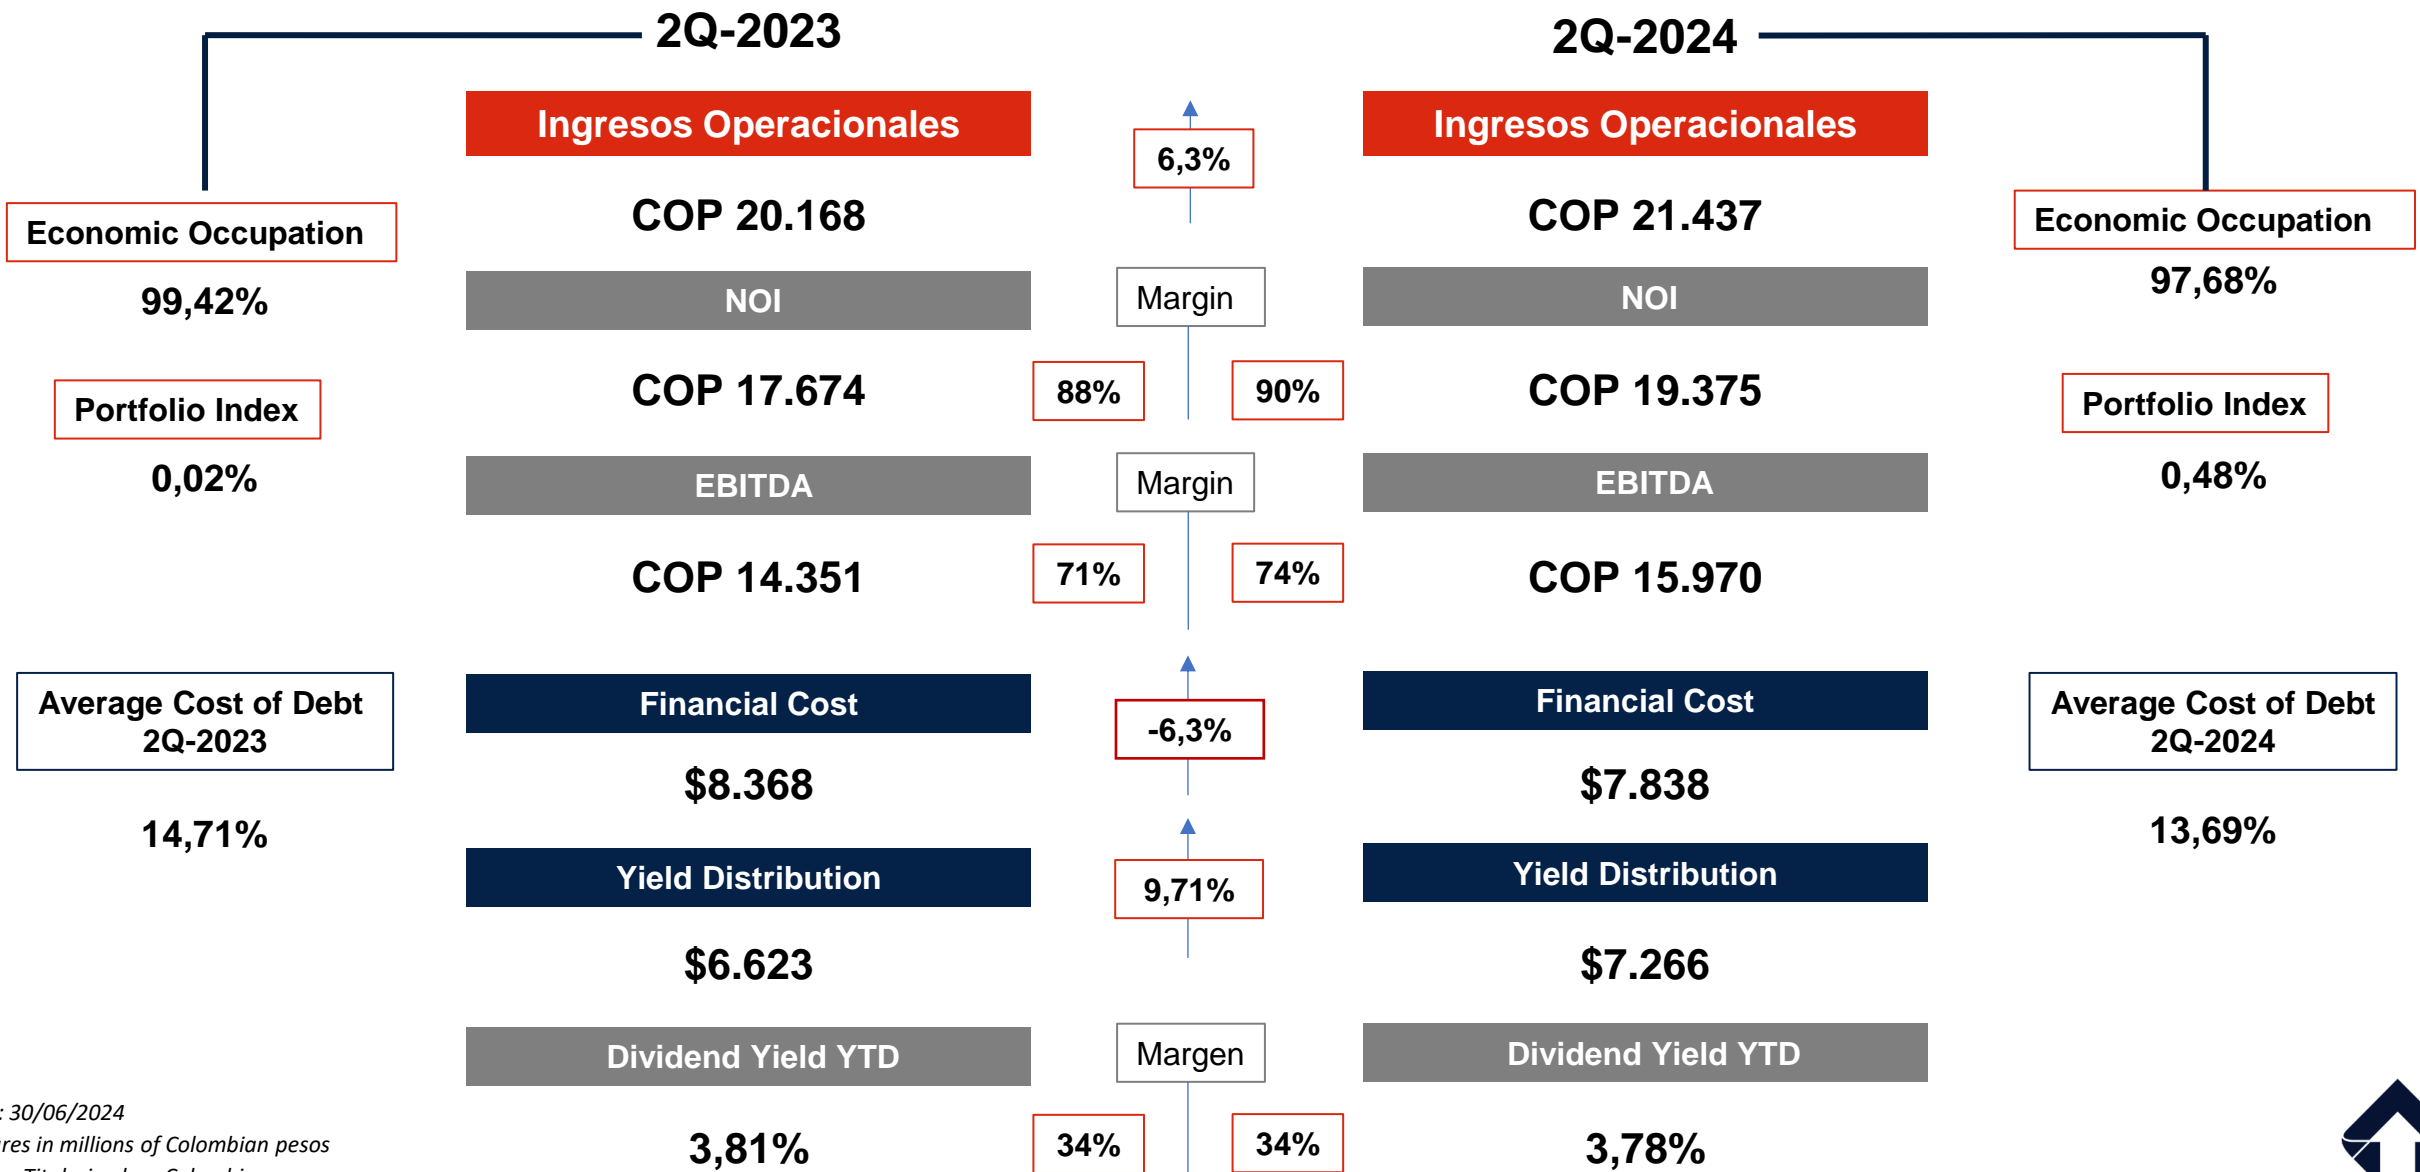 2Q-2023
2Q-2024
Ingresos Operacionales
6,3%
Ingresos Operacionales
Economic Occupation
COP 20.168
COP 21.437
Economic Occupation
99,42%
NOI
Margin
NOI
97,68%
Portfolio Index
COP 17.674
88%
90%
COP 19.375
Portfolio Index
0,02%
EBITDA
Margin
EBITDA
0,48%
COP 14.351
71%
74%
COP 15.970
Average Cost of Debt
2Q-2023
Financial Cost
-6,3%
Financial Cost
Average Cost of Debt
2Q-2024
$8.368
$7.838
14,71%
13,69%
Yield Distribution
9,71%
Yield Distribution
$6.623
$7.266
Dividend Yield YTD
Margen
Dividend Yield YTD
: 30/06/2024
in millions of Colombian pesos
3,81%
34%
34%
3,78%